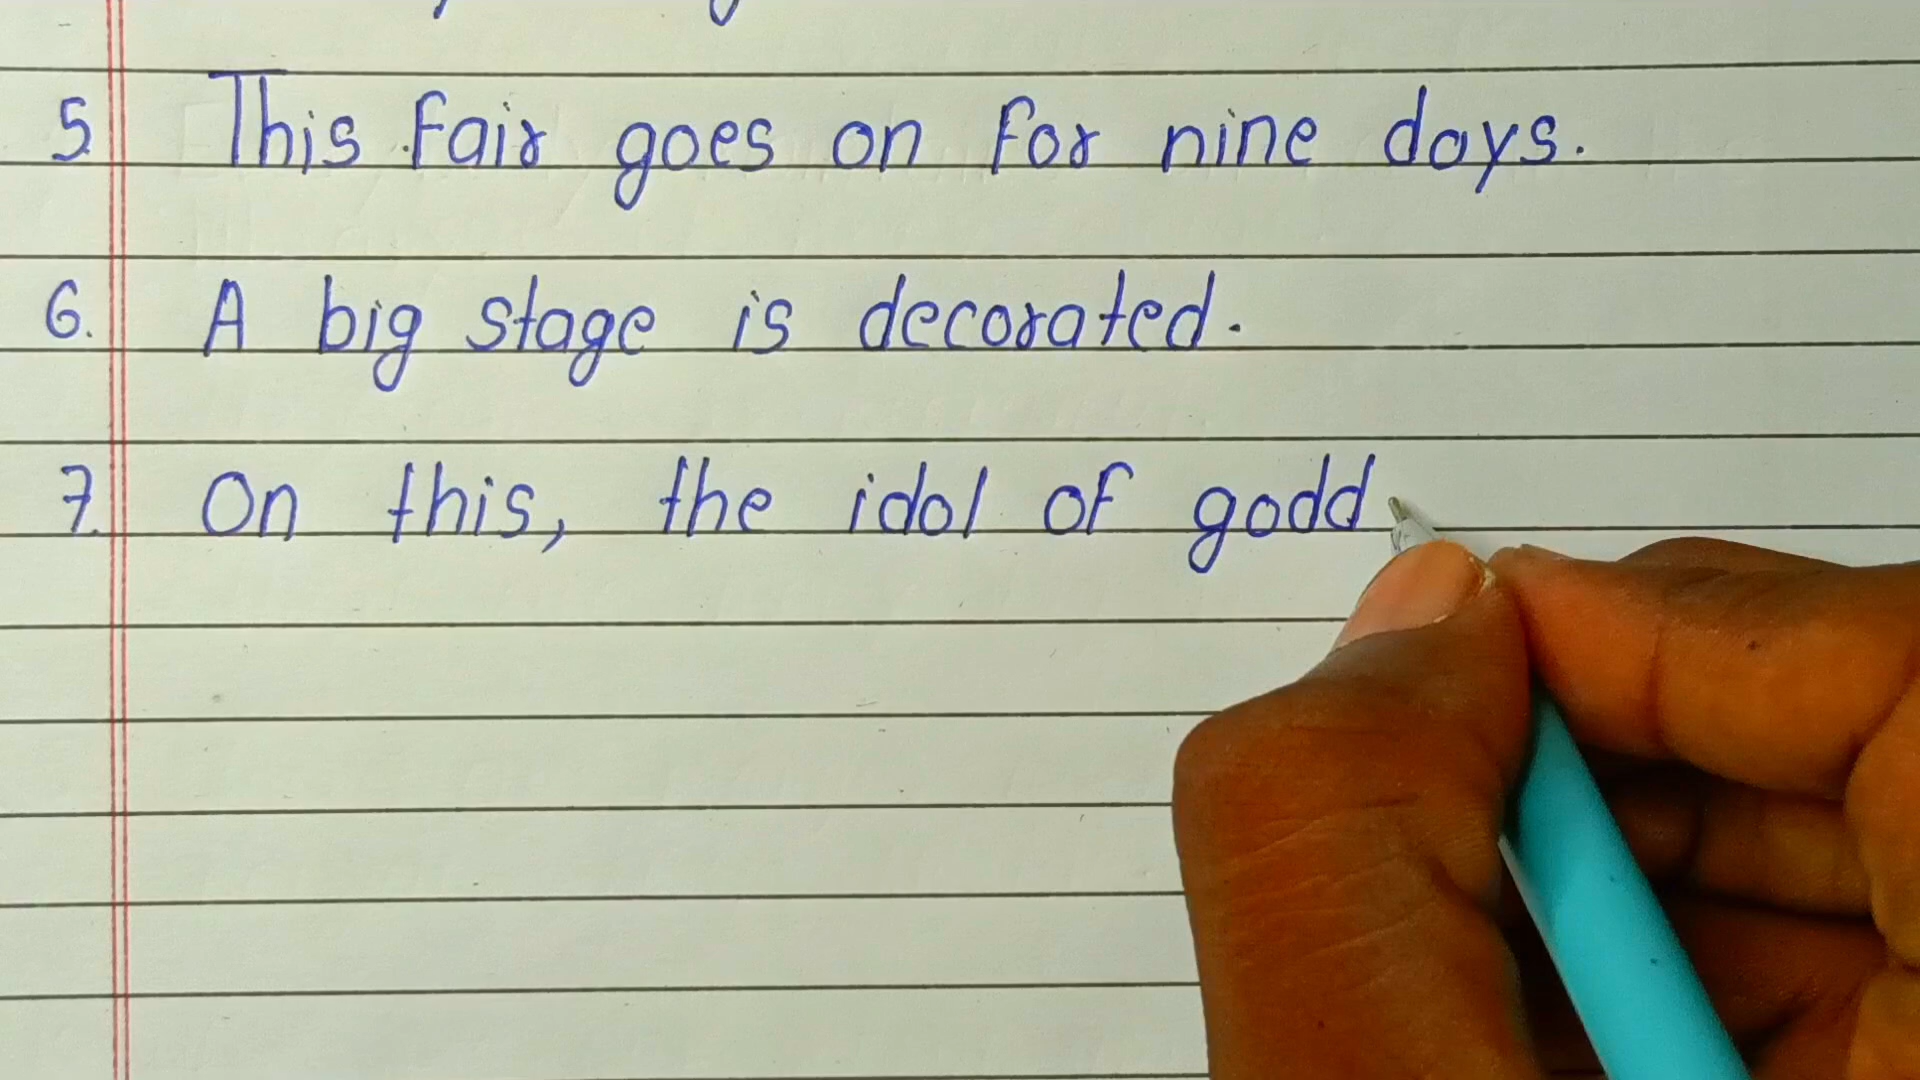 5. This fair goes on for nine days.
6. A big stage is decorated.
7. On this, the idol of godd